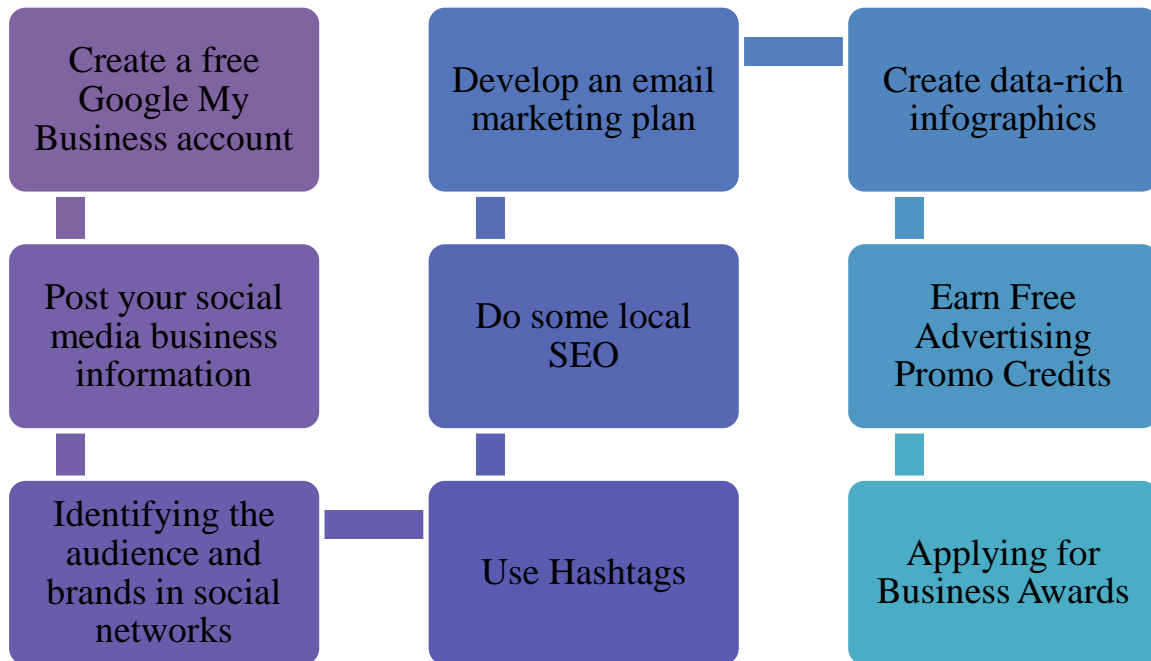 Create a free
Google My
Business account
Post your social
media business
information
Identifying the
audience and
brands in social
networks
Use Hashtags
Do some local
SEO
Develop an email
marketing plan
Create data-rich
infographics
Earn Free
Advertising
Promo Credits
Applying for
Business Awards